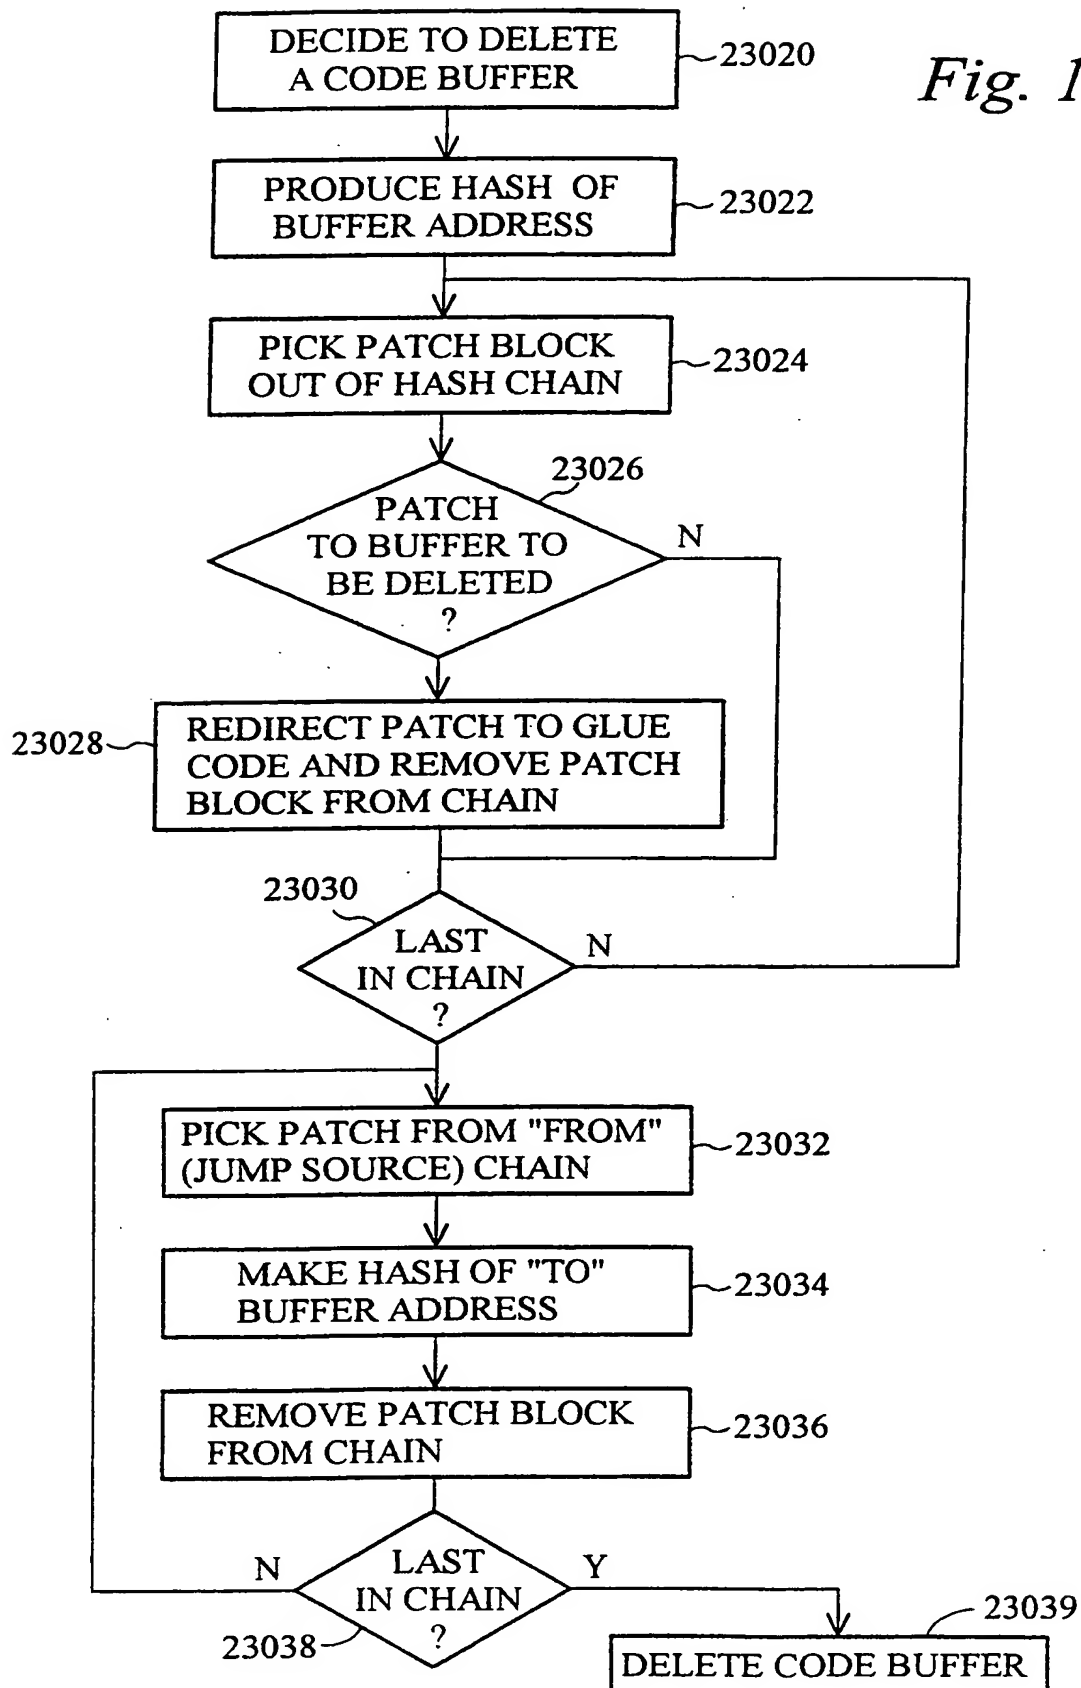 DECIDE TO DELETE
A CODE BUFFER
23020
Fig. 1
PRODUCE HASH OF
BUFFER ADDRESS
23022
PICK PATCH BLOCK
OUT OF HASH CHAIN
23024
23026
PATCH
TO BUFFER TO
BE DELETED
?
N
23028
REDIRECT PATCH TO GLUE
CODE AND REMOVE PATCH
BLOCK FROM CHAIN
23030
LAST
IN CHAIN
?
N
PICK PATCH FROM "FROM"
(JUMP SOURCE) CHAIN
23032
MAKE HASH OF "TO"
BUFFER ADDRESS
23034
REMOVE PATCH BLOCK
FROM CHAIN
23036
N
LAST
IN CHAIN
?
Y
23038
23039
DELETE CODE BUFFER